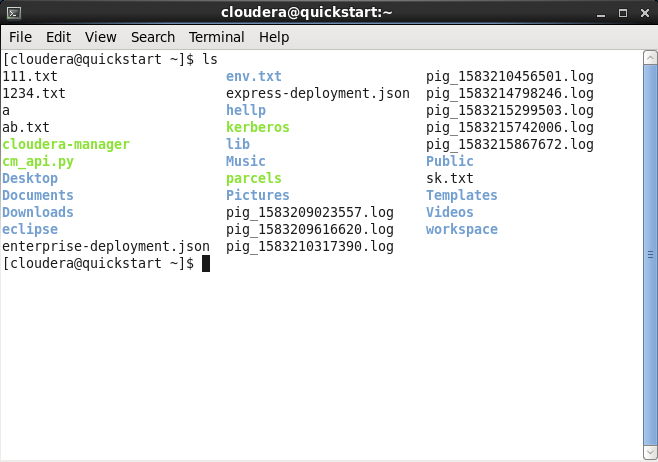 cloudera@quickstart:~
File Edit View Search Terminal Help
[cloudera@quickstart ~]$ ls
111.txt env.txt pig_1583210456501.log
1234.txt express-deployment.json pig_1583214798246.log
a hellp pig_1583215299503.log
ab.txt kerberos pig_1583215742006.log
cloudera-manager lib pig_1583215867672.log
cm_api.py Music Public
Desktop parcels sk.txt
Documents Pictures Templates
Downloads pig_1583209023557.log Videos
eclipse pig_1583209616620.log workspace
enterprise-deployment.json pig_1583210317390.log
[cloudera@quickstart ~]$